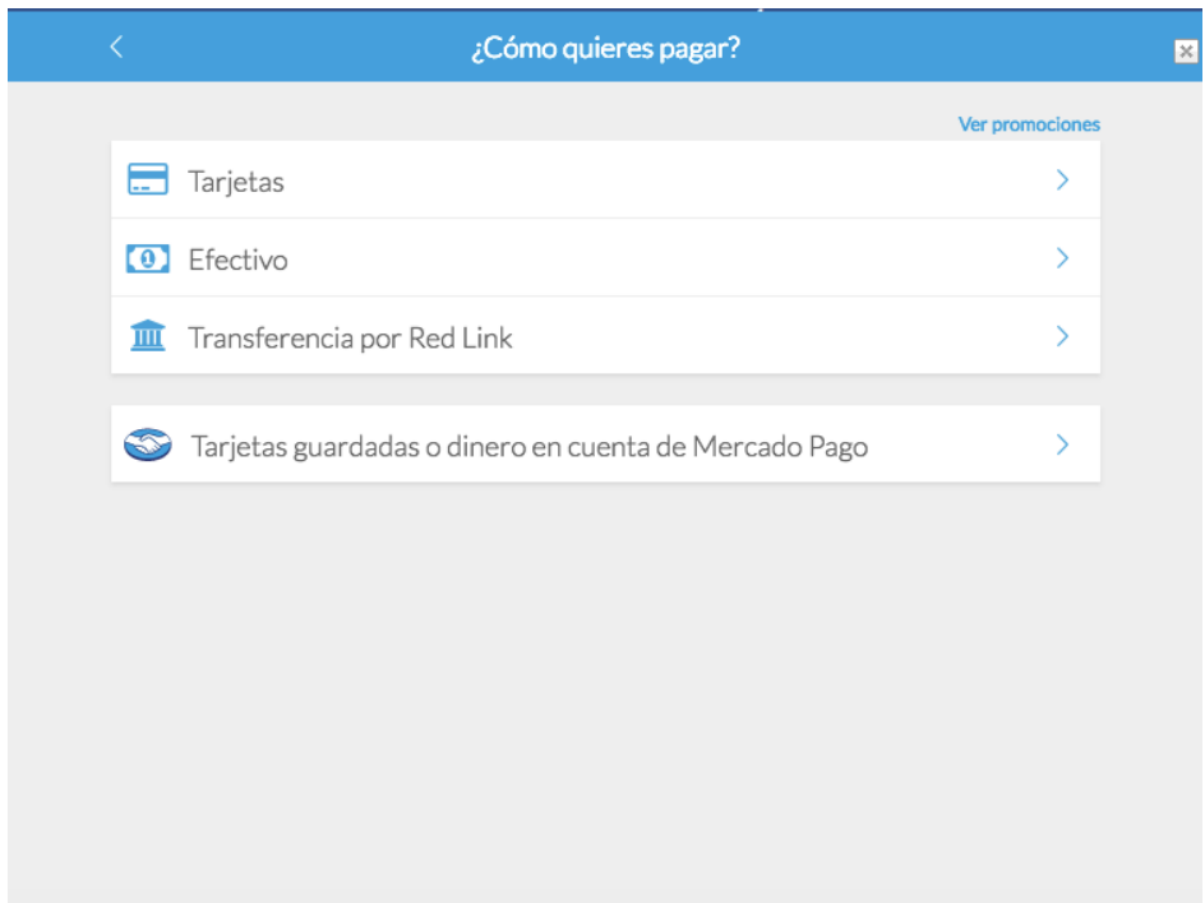 ¿Cómo quieres pagar?
Ver promociones
Tarjetas
Efectivo
Transferencia por Red Link
Tarjetas guardadas o dinero en cuenta de Mercado Pago